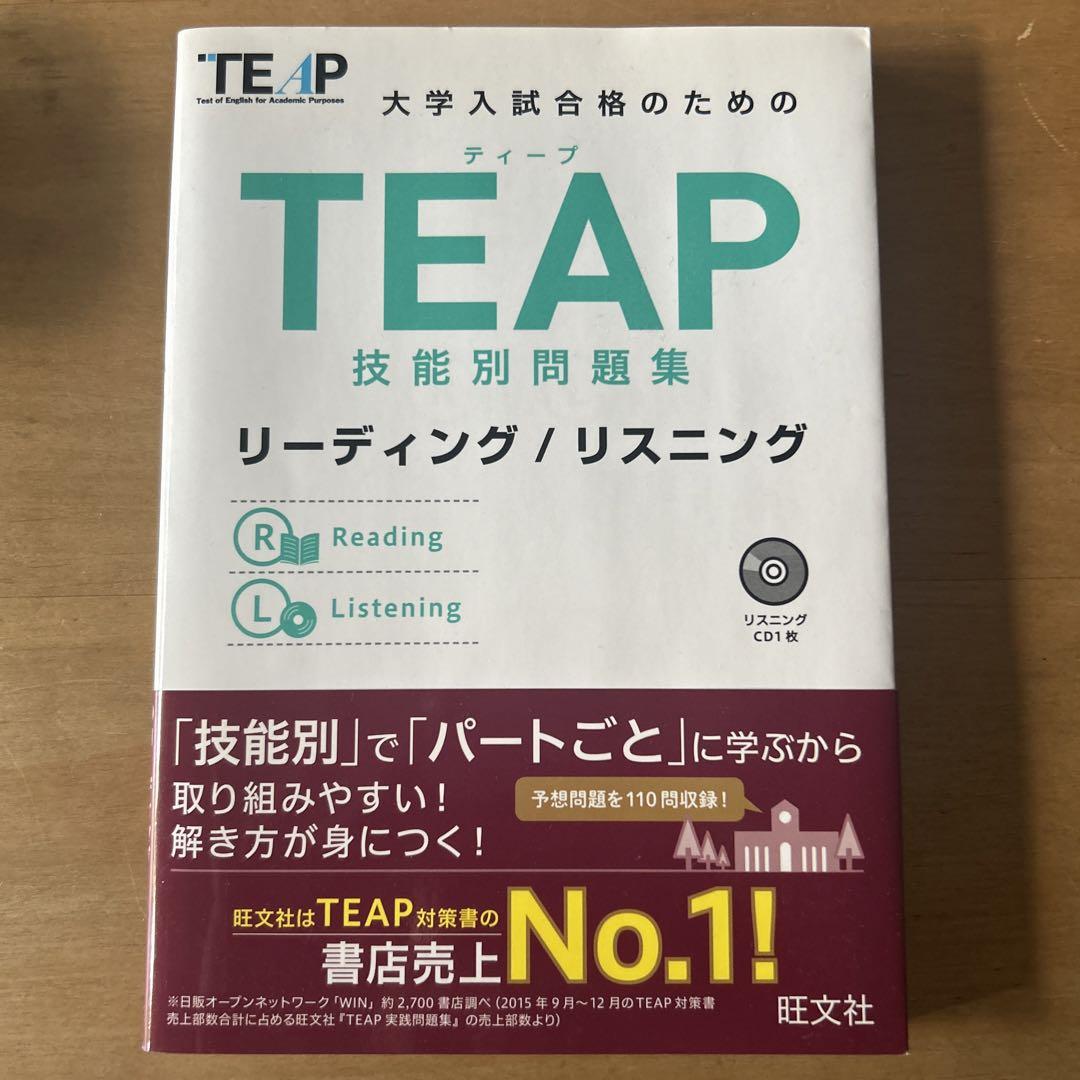 TEAP
Test of English for Academic Purposes
大学入試合格のための
ティープ
TEAP
技能別問題集
リーディング / リスニング
R Reading
L Listening
リスニング
CD1枚
「技能別」で「パートごと」に学ぶから
取り組みやすい！
解き方が身につく！
予想問題を110問収録！
旺文社はTEAP対策書の
書店売上No.1!
※日販オープンネットワーク「WIN」約2,700書店調べ（2015年9月～12月のTEAP対策書
売上部数合計に占める旺文社『TEAP実践問題集』の売上部数より）
旺文社